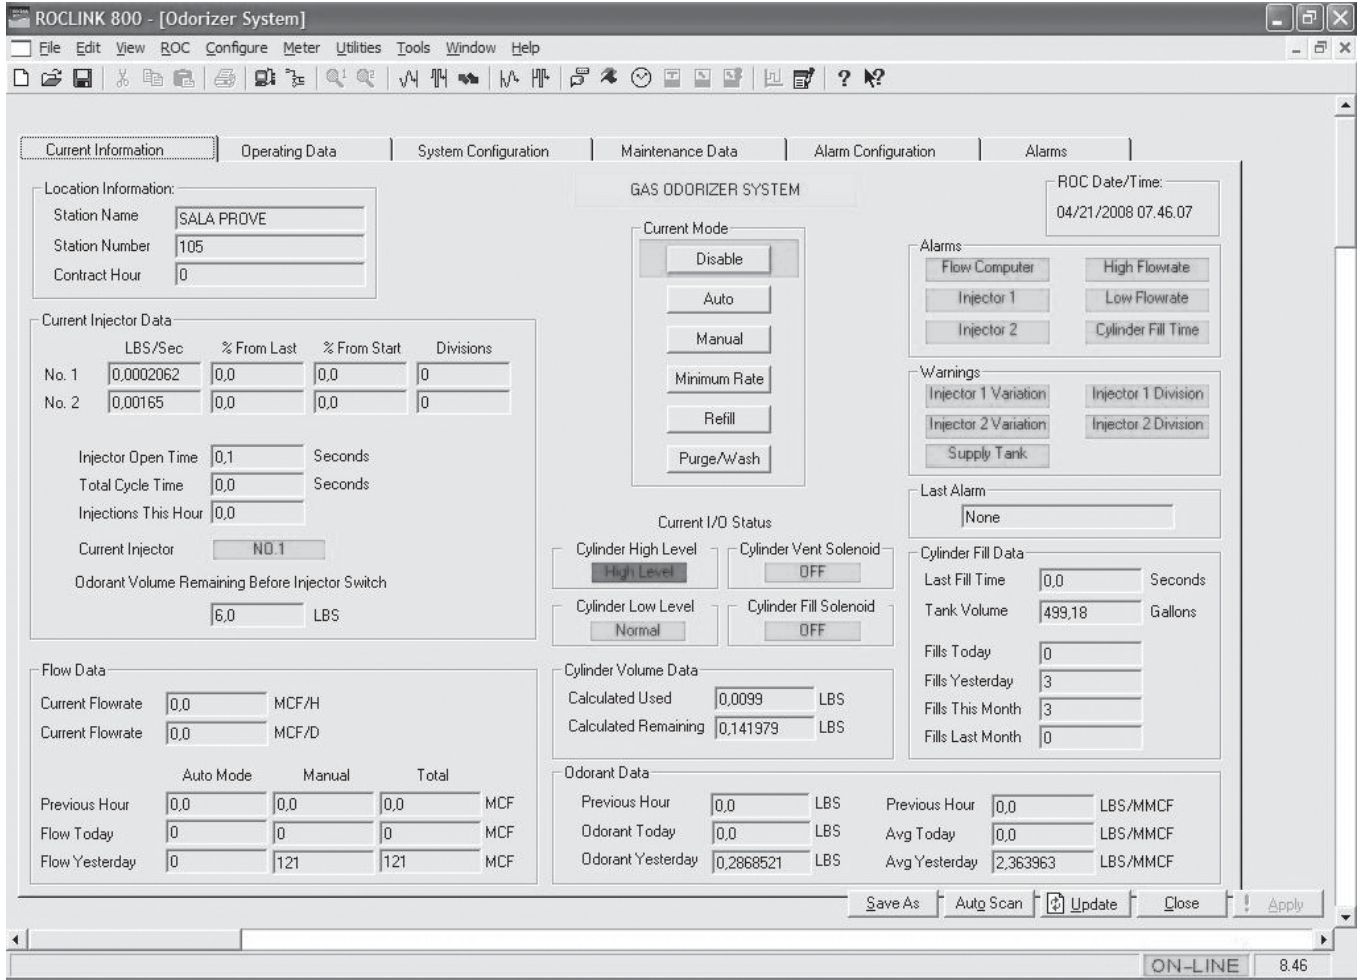 ROCLINK 800 - [Odorizer System]
File Edit View ROC Configure Meter Utilities Tools Window Help
Current Information Operating Data System Configuration Maintenance Data Alarm Configuration Alarms
Location Information:
Station Name SALA PROVE
Station Number 105
Contract Hour 0
GAS ODORIZER SYSTEM
ROC Date/Time:
04/21/2008 07.46.07
Current Mode
Disable
Auto
Manual
Minimum Rate
Refill
Purge/Wash
Alarms
Flow Computer High Flowrate
Injector 1 Low Flowrate
Injector 2 Cylinder Fill Time
Current Injector Data
LBS/Sec % From Last % From Start Divisions
No. 1 0,0002062 0,0 0,0 0
No. 2 0,00165 0,0 0,0 0
Injector Open Time 0,1 Seconds
Total Cycle Time 0,0 Seconds
Injections This Hour 0,0
Current Injector NO.1
Odorant Volume Remaining Before Injector Switch
6,0 LBS
Warnings
Injector 1 Variation Injector 1 Division
Injector 2 Variation Injector 2 Division
Supply Tank
Last Alarm
None
Current I/O Status
Cylinder High Level Cylinder Vent Solenoid
High Level OFF
Cylinder Low Level Cylinder Fill Solenoid
Normal OFF
Cylinder Fill Data
Last Fill Time 0,0 Seconds
Tank Volume 499,18 Gallons
Fills Today 0
Fills Yesterday 3
Fills This Month 3
Fills Last Month 0
Flow Data
Current Flowrate 0,0 MCF/H
Current Flowrate 0,0 MCF/D
Auto Mode Manual Total
Previous Hour 0,0 0,0 0,0 MCF
Flow Today 0 0 0 MCF
Flow Yesterday 0 121 121 MCF
Cylinder Volume Data
Calculated Used 0,0099 LBS
Calculated Remaining 0,141979 LBS
Odorant Data
Previous Hour 0,0 LBS Previous Hour 0,0 LBS/MMCF
Odorant Today 0,0 LBS Avg Today 0,0 LBS/MMCF
Odorant Yesterday 0,2868521 LBS Avg Yesterday 2,363963 LBS/MMCF
Save As Auto Scan Update Close ! Apply
ON-LINE 8.46